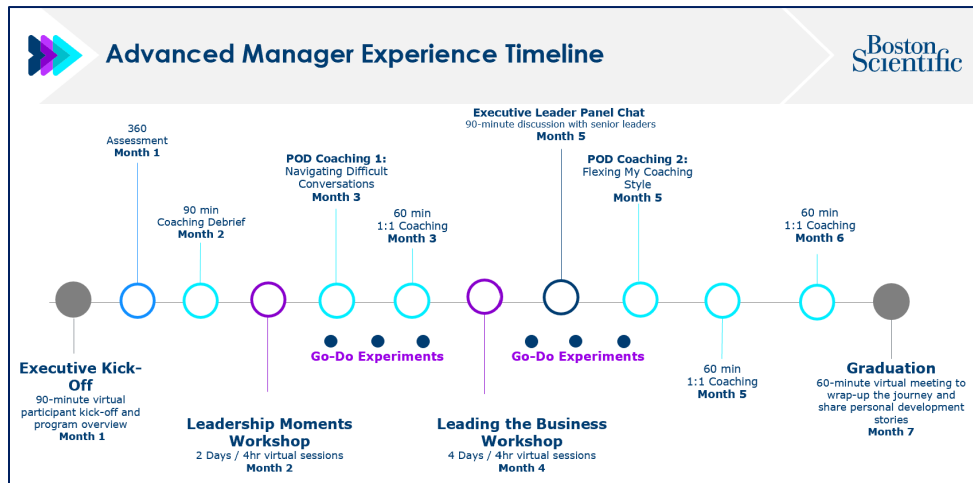 Advanced Manager Experience Timeline
Boston
Scientific
360
Assessment
Month 1
90 min
Coaching Debrief
Month 2
POD Coaching 1:
Navigating Difficult
Conversations
Month 3
60 min
1:1 Coaching
Month 3
Executive Leader Panel Chat
90-minute discussion with senior leaders
Month 5
POD Coaching 2:
Flexing My Coaching
Style
Month 5
60 min
1:1 Coaching
Month 6
Go-Do Experiments
Go-Do Experiments
Executive Kick-
Off
90-minute virtual
participant kick-off and
program overview
Month 1
Leadership Moments
Workshop
2 Days / 4hr virtual sessions
Month 2
Leading the Business
Workshop
4 Days / 4hr virtual sessions
Month 4
60 min
1:1 Coaching
Month 5
Graduation
60-minute virtual meeting to
wrap-up the journey and
share personal development
stories
Month 7